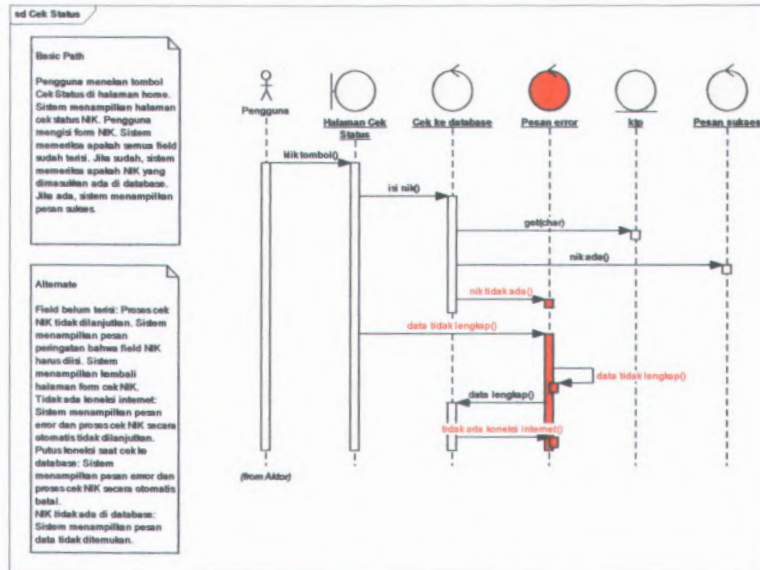 sd Cek Status
Basic Path
Pengguna menekan tombol
Cek Status di halaman home.
Sistem menampilkan halaman
cek status NIK. Pengguna
mengisi form NIK. Sistem
memeriksa apakah semua field
sudah terisi. Jika sudah, sistem
memeriksa apakah NIK yang
dimasukkan ada di database.
Jika ada, sistem menampilkan
pesan sukses.
Alternate
Field belum terisi: Proses cek
NIK tidak dilanjutkan. Sistem
menampilkan pesan
peringatan bahwa field NIK
harus diisi. Sistem
menampilkan kembali
halaman form cek NIK.
Tidak ada koneksi internet:
Sistem menampilkan pesan
error dan proses cek NIK secara
otomatis tidak dilanjutkan.
Putus koneksi saat cek ke
database: Sistem
menampilkan pesan error dan
proses cek NIK secara otomatis
batal.
NIK tidak ada di database:
Sistem menampilkan pesan
data tidak ditemukan.
Pengguna
Halaman Cek
Status
Cek ke database
Pesan error
ktp
Pesan sukses
klik tombol()
isi nik()
get(char)
nik ada()
nik tidak ada()
data tidak lengkap()
data tidak lengkap()
data lengkap()
tidak ada koneksi internet()
(from Aktor)